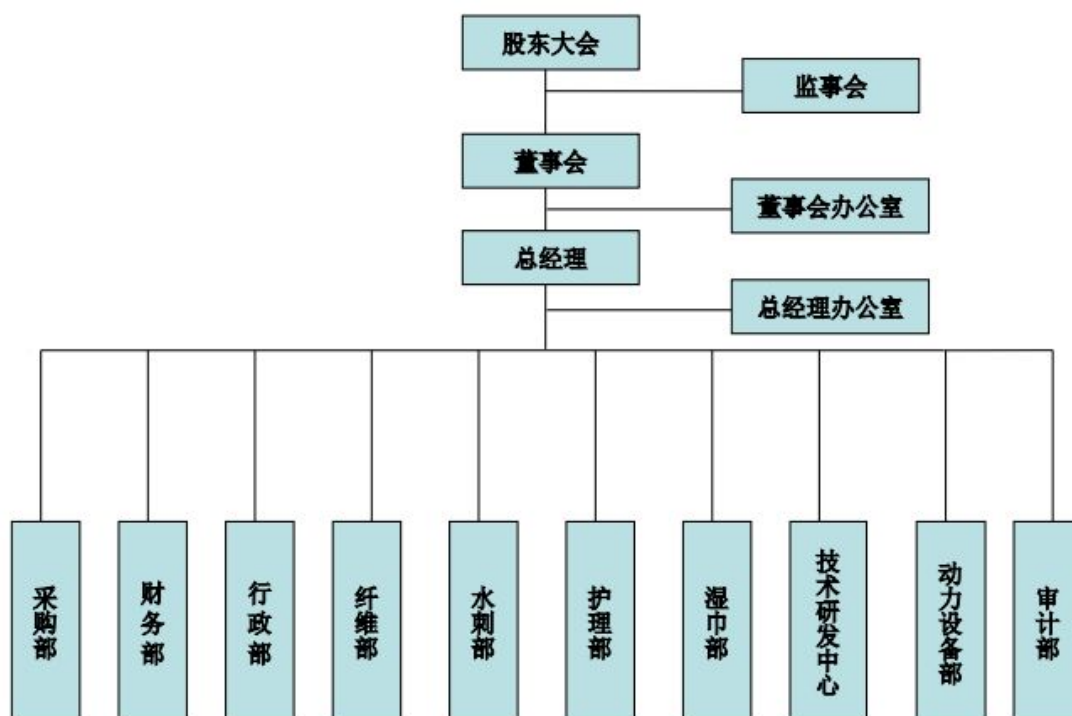 股东大会
监事会
董事会
董事会办公室
总经理
总经理办公室
采购部
财务部
行政部
纤维部
水刺部
护理部
湿巾部
技术研发中心
动力设备部
审计部